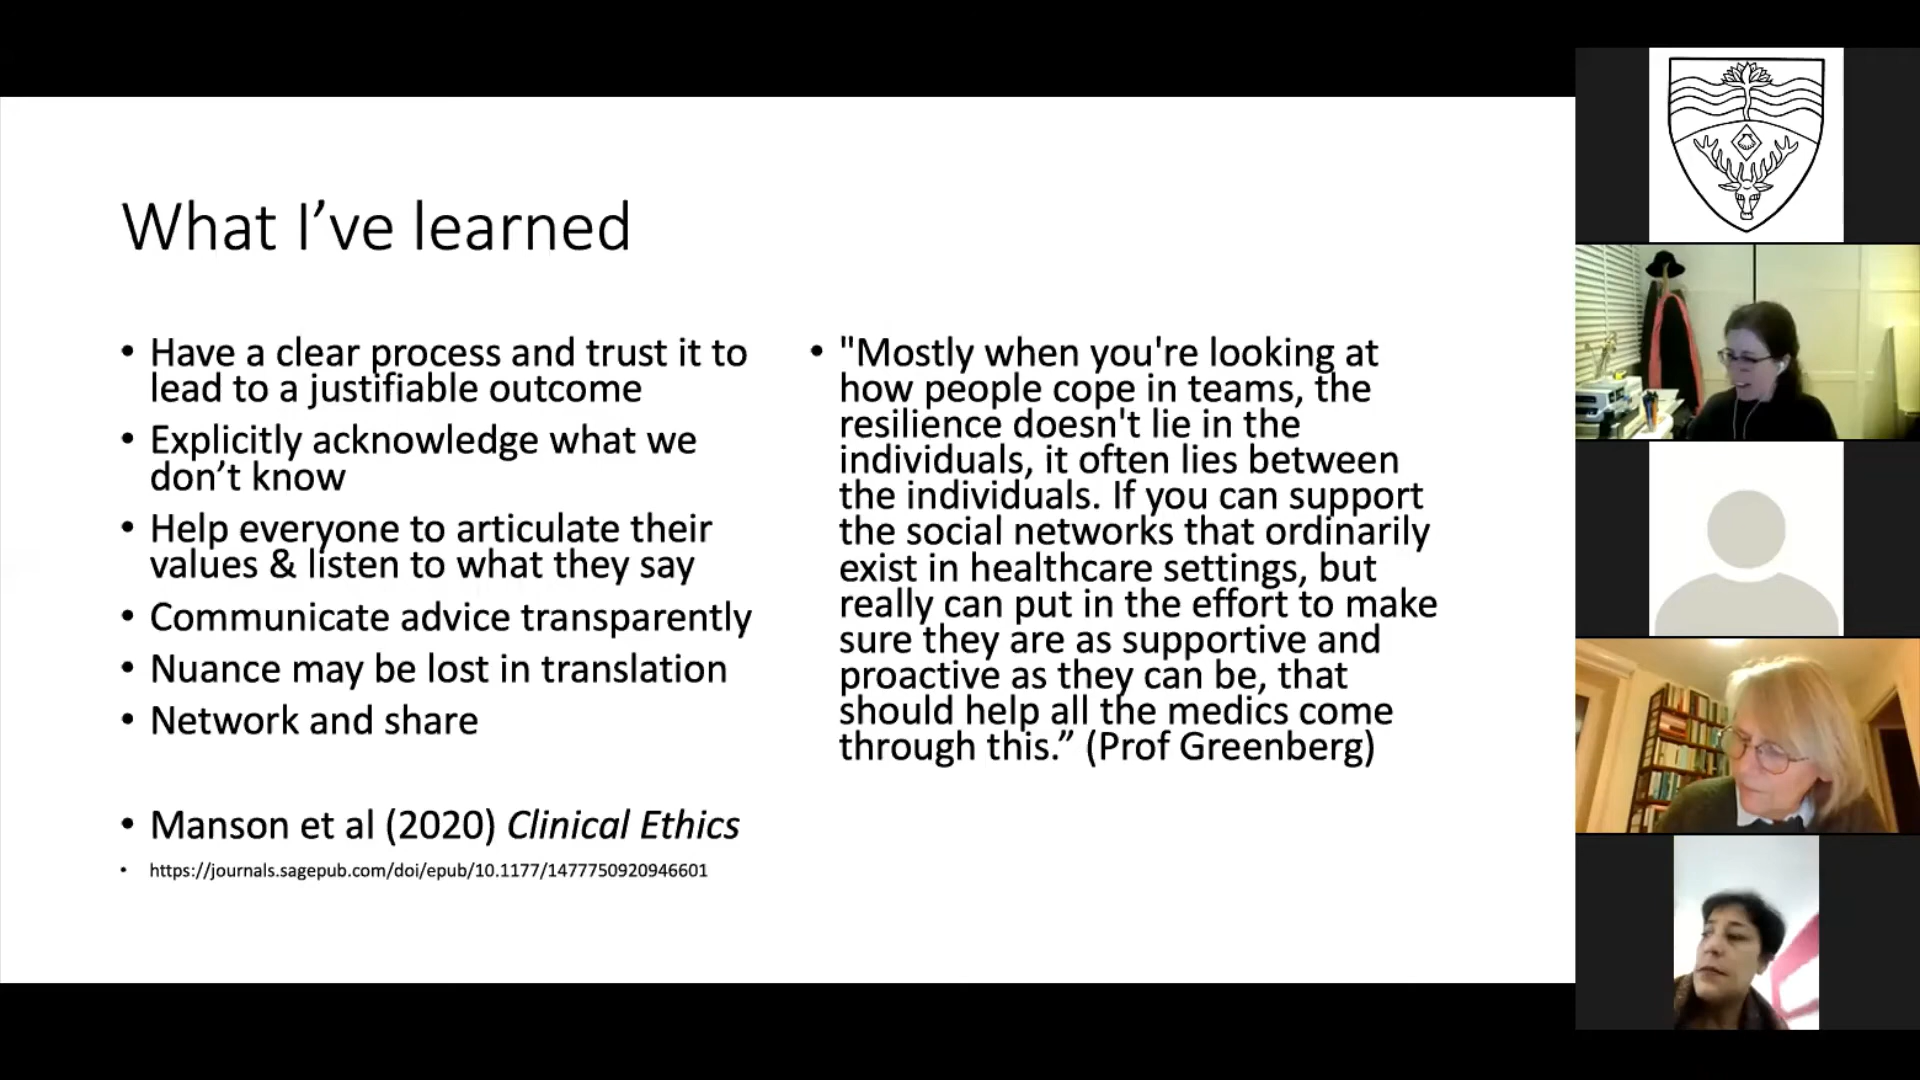 What I’ve learned
• Have a clear process and trust it to
lead to a justifiable outcome
• Explicitly acknowledge what we
don’t know
• Help everyone to articulate their
values & listen to what they say
• Communicate advice transparently
• Nuance may be lost in translation
• Network and share
• Manson et al (2020) Clinical Ethics
• https://journals.sagepub.com/doi/epub/10.1177/1477750920946601
• "Mostly when you're looking at
how people cope in teams, the
resilience doesn't lie in the
individuals, it often lies between
the individuals. If you can support
the social networks that ordinarily
exist in healthcare settings, but
really can put in the effort to make
sure they are as supportive and
proactive as they can be, that
should help all the medics come
through this.” (Prof Greenberg)